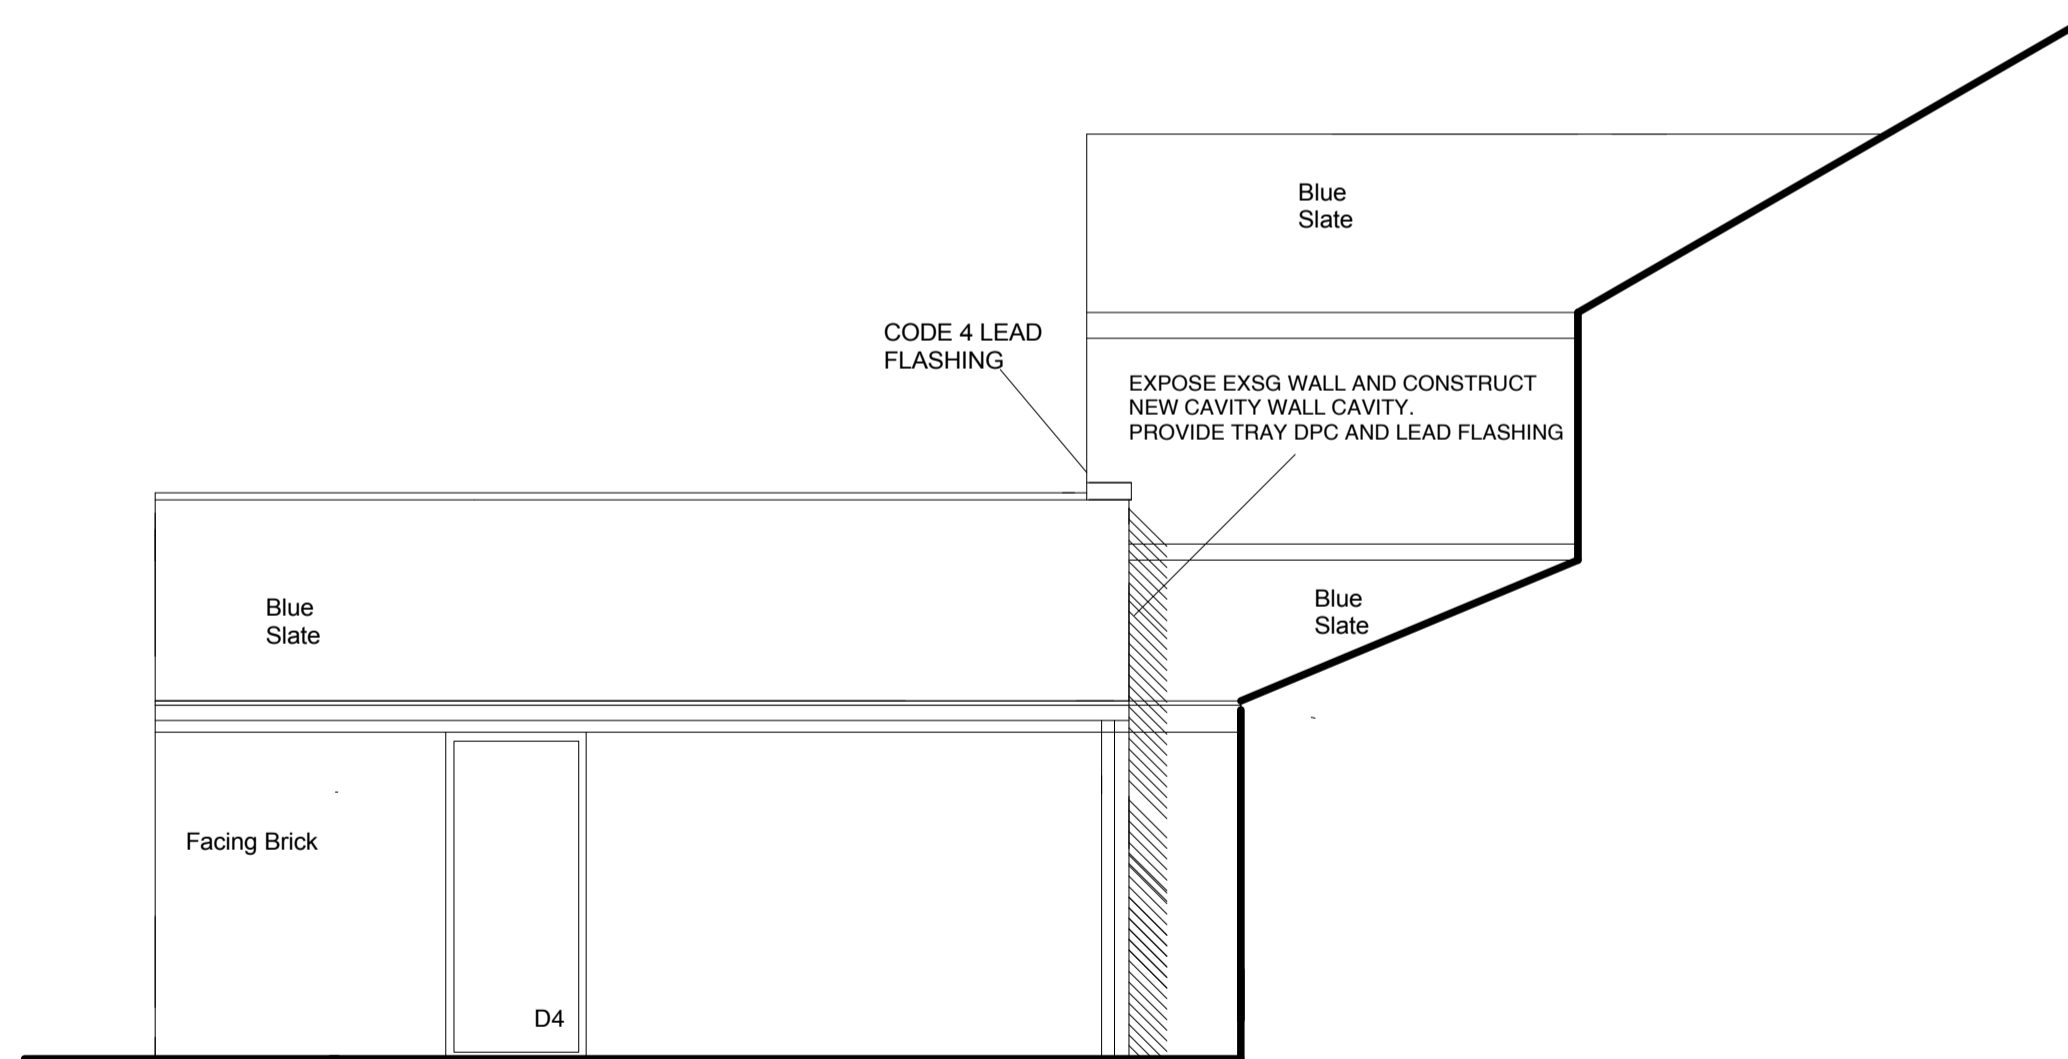 Blue
Slate
CODE 4 LEAD
FLASHING
EXPOSE EXSG WALL AND CONSTRUCT
NEW CAVITY WALL CAVITY.
PROVIDE TRAY DPC AND LEAD FLASHING
Blue
Slate
Blue
Slate
Facing Brick
D4